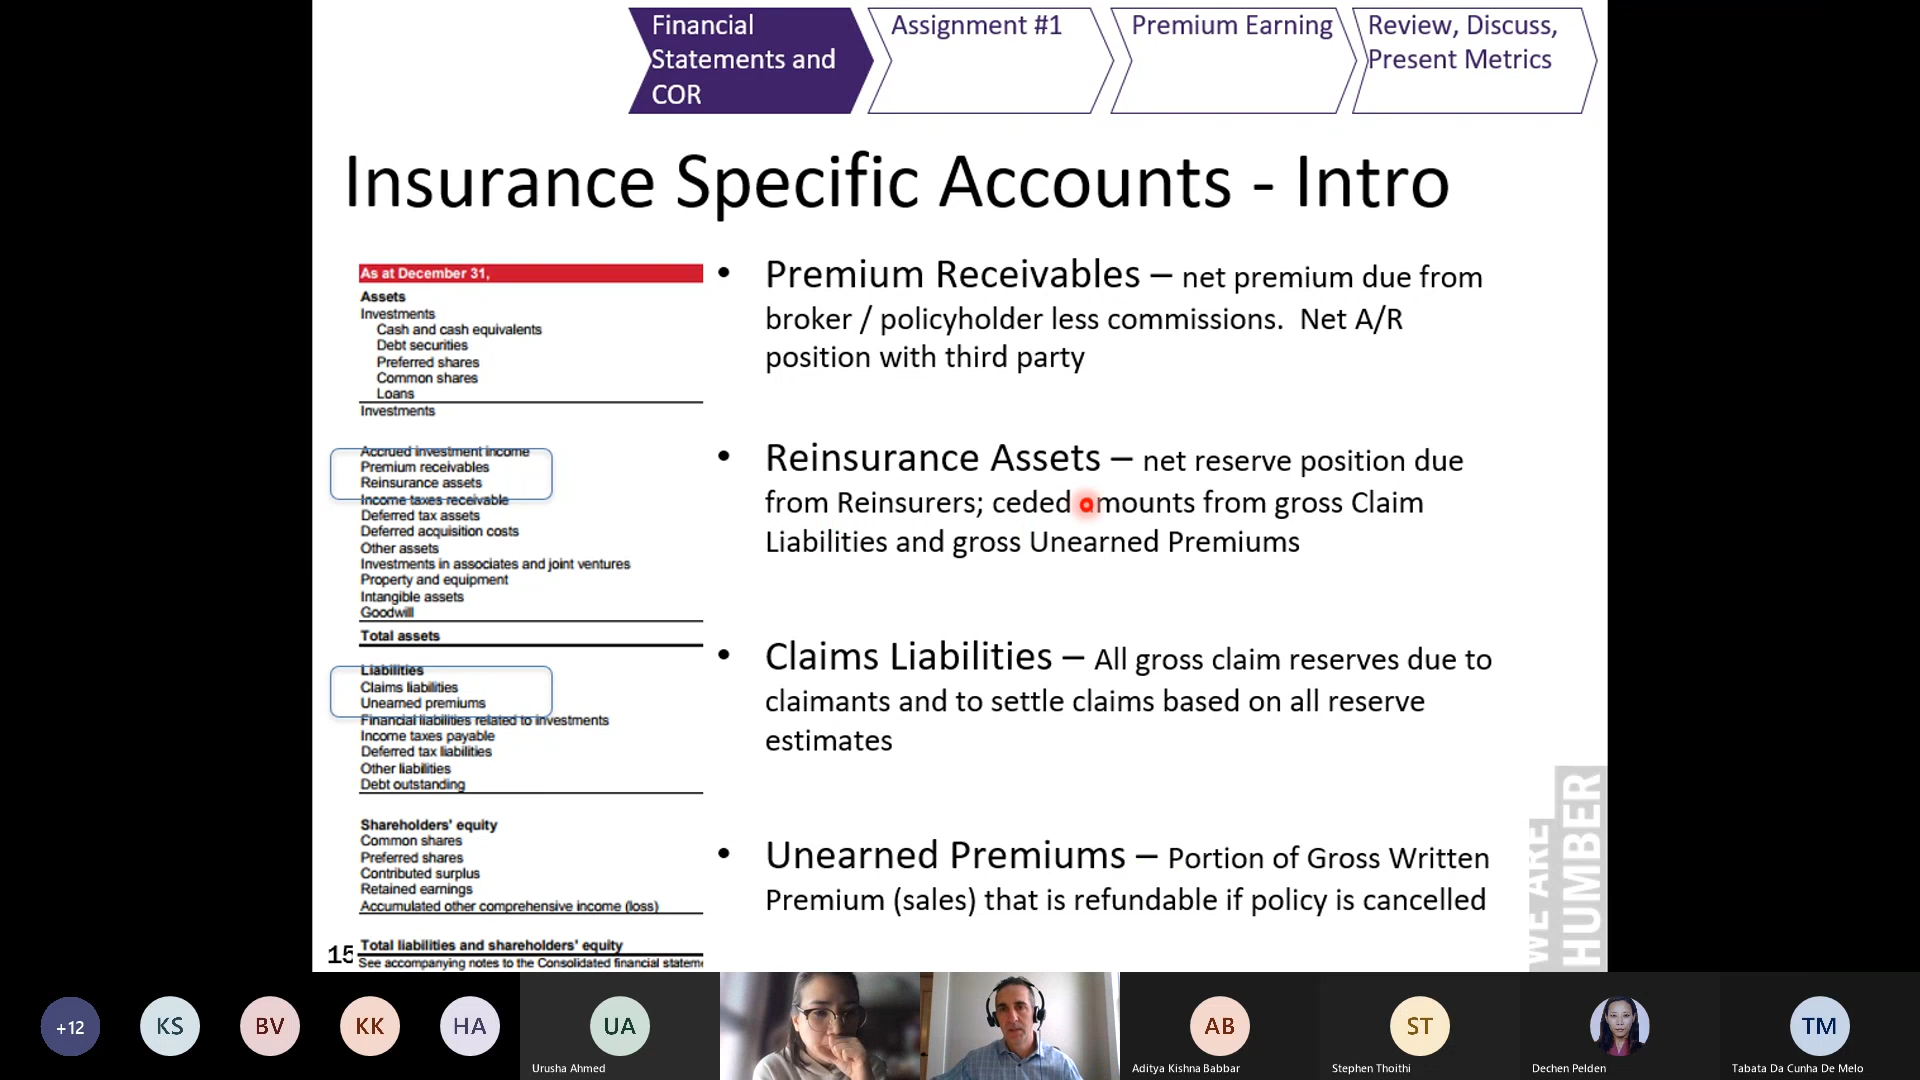 Financial
Statements and
COR
Assignment #1
Premium Earning
Review, Discuss,
Present Metrics
Insurance Specific Accounts - Intro
As at December 31,
Assets
Investments
Cash and cash equivalents
Debt securities
Preferred shares
Common shares
Loans
Investments
Accrued investment income
Premium receivables
Reinsurance assets
Income taxes receivable
Deferred tax assets
Deferred acquisition costs
Other assets
Investments in associates and joint ventures
Property and equipment
Intangible assets
Goodwill
Total assets
Liabilities
Claims liabilities
Unearned premiums
Financial liabilities related to investments
Income taxes payable
Deferred tax liabilities
Other liabilities
Debt outstanding
Shareholders' equity
Common shares
Preferred shares
Contributed surplus
Retained earnings
Accumulated other comprehensive income (loss)
Total liabilities and shareholders' equity
See accompanying notes to the Consolidated financial statem
15
• Premium Receivables – net premium due from
broker / policyholder less commissions. Net A/R
position with third party
• Reinsurance Assets – net reserve position due
from Reinsurers; ceded amounts from gross Claim
Liabilities and gross Unearned Premiums
• Claims Liabilities – All gross claim reserves due to
claimants and to settle claims based on all reserve
estimates
• Unearned Premiums – Portion of Gross Written
Premium (sales) that is refundable if policy is cancelled
WE ARE
HUMBER
+12
KS
BV
KK
HA
UA
Urusha Ahmed
AB
Aditya Kishna Babbar
ST
Stephen Thoithi
Dechen Pelden
TM
Tabata Da Cunha De Melo